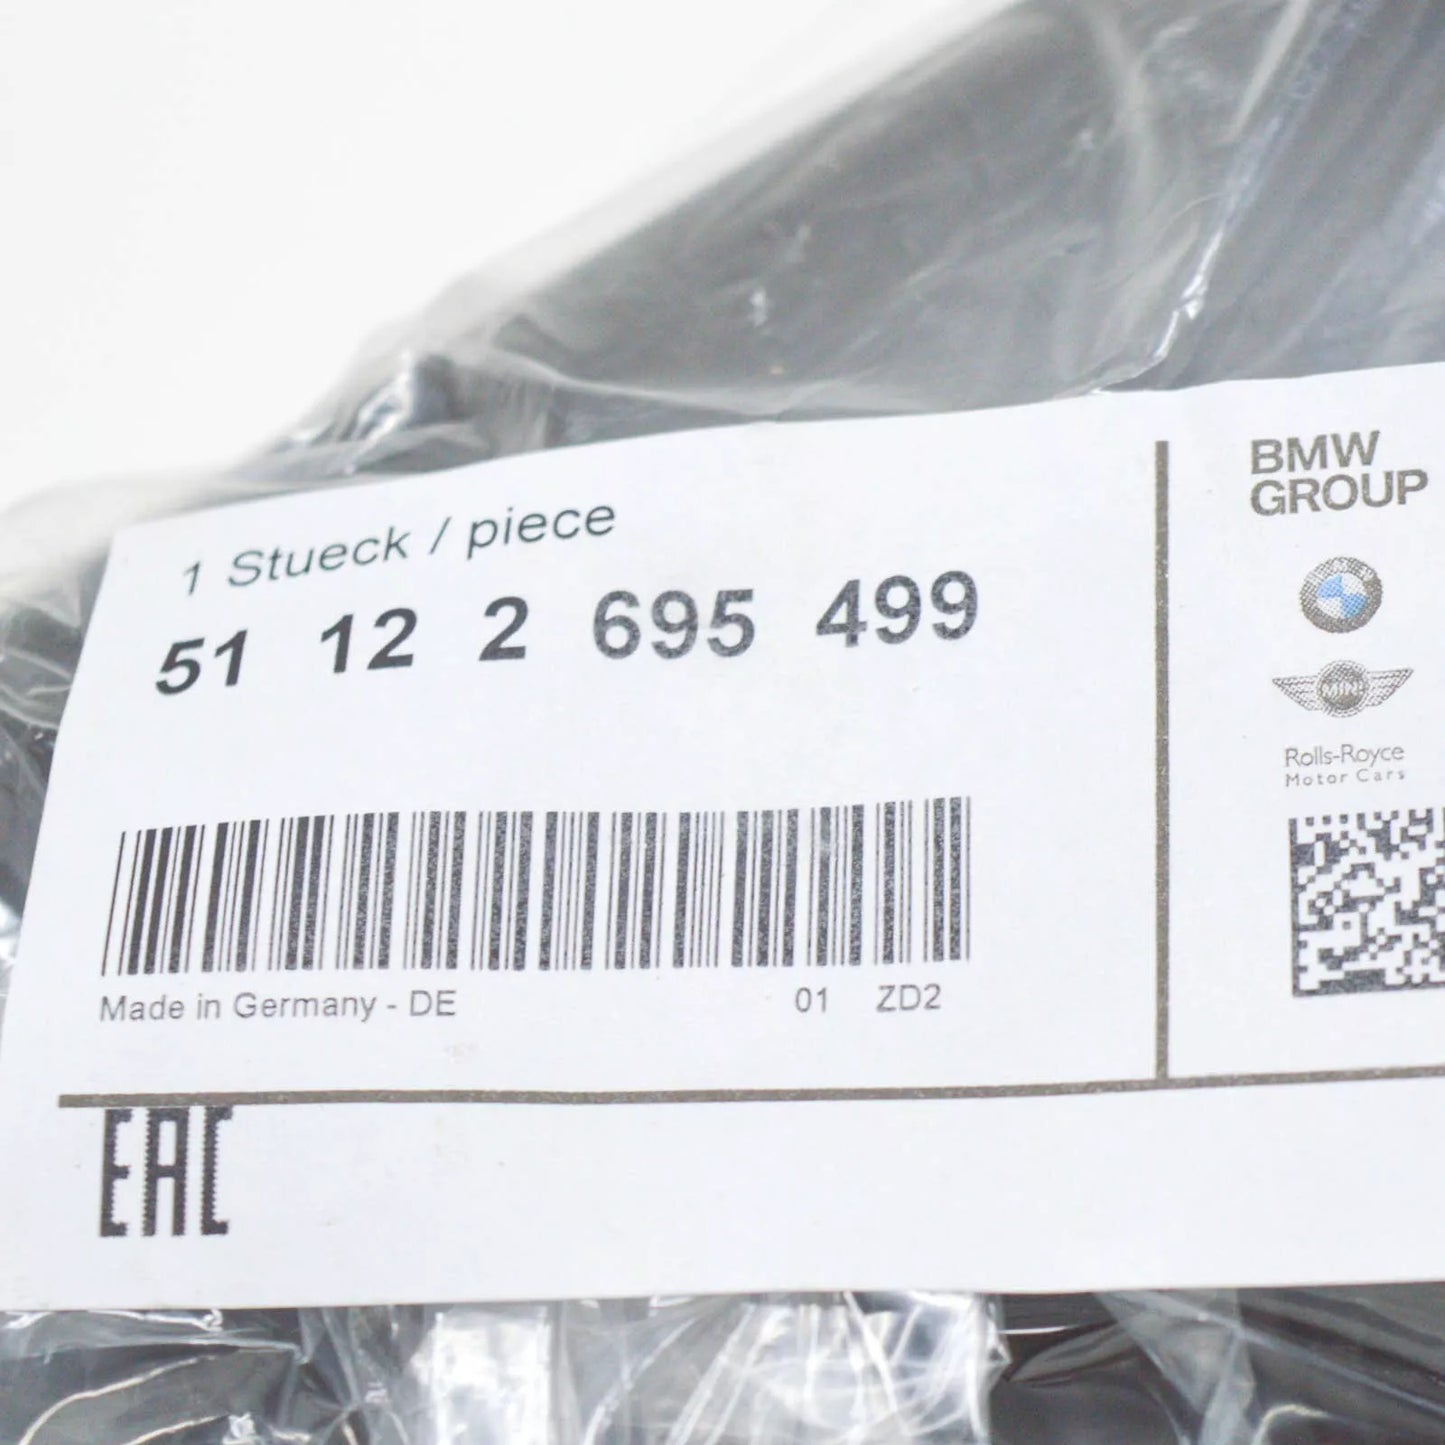 1 Stueck / piece
51 12 2 695 499
Made in Germany - DE 01 ZD2
EAC
BMW
GROUP
BMW
MINI
Rolls-Royce
Motor Cars